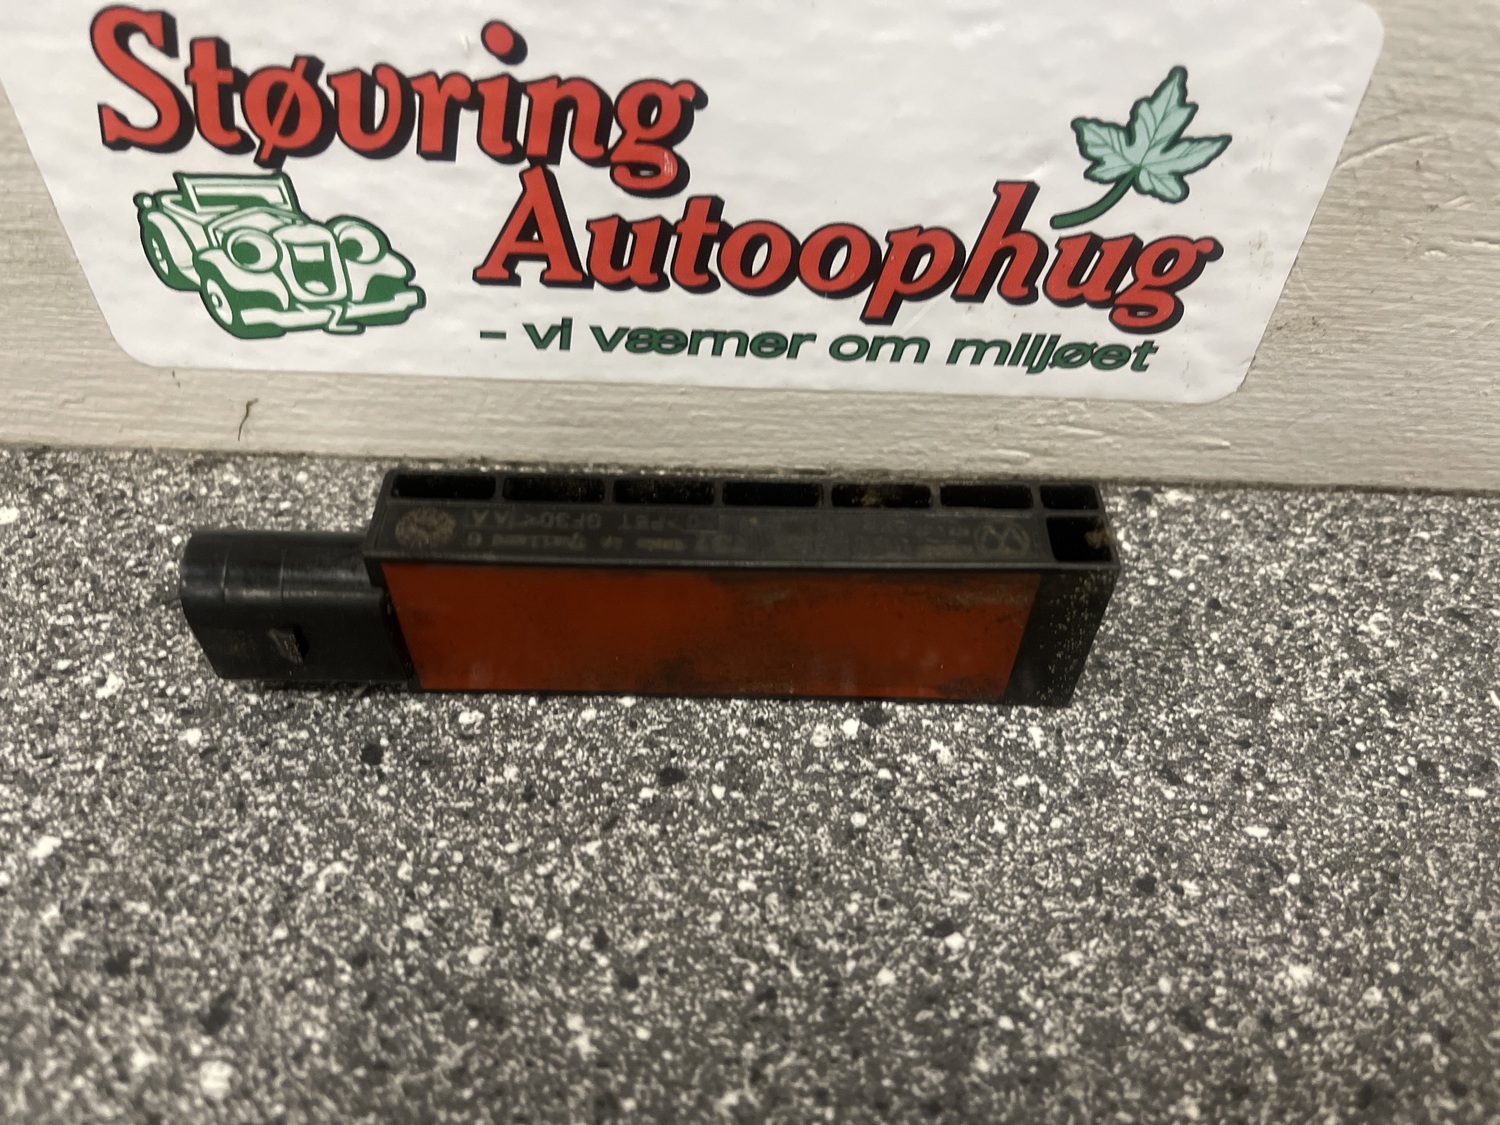 Støvring
Autoophug
- vi værner om miljøet